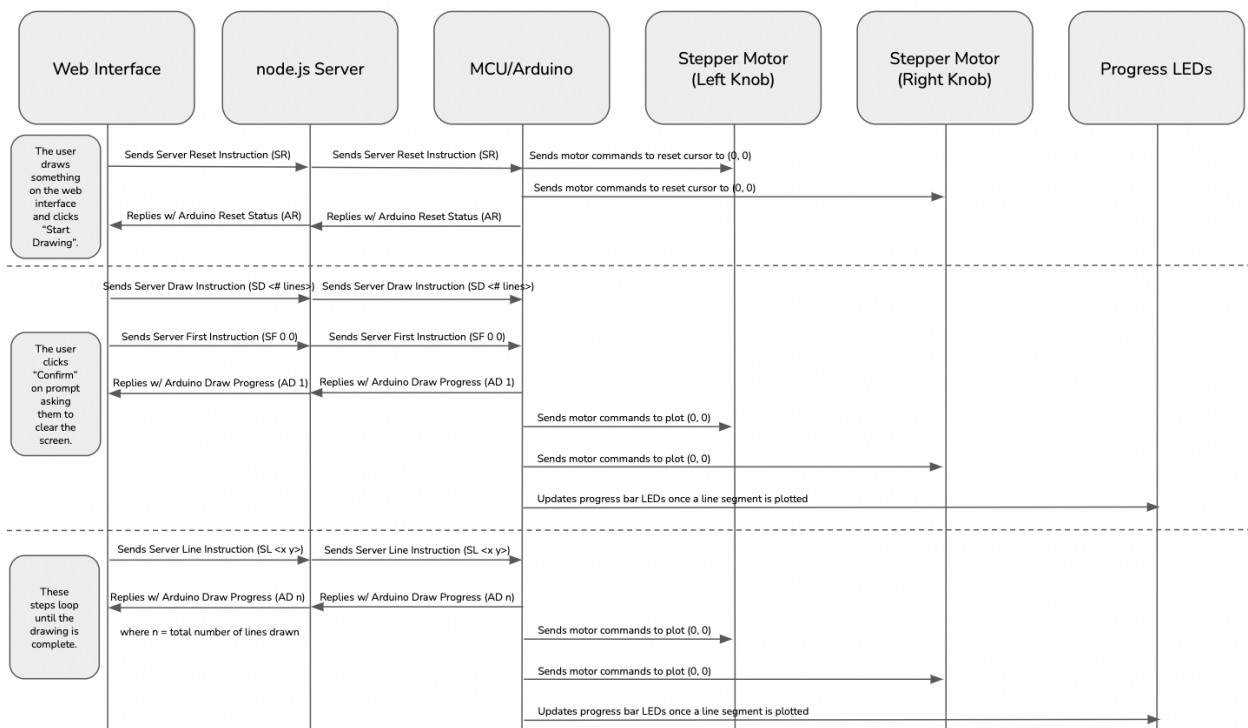 Web Interface
node.js Server
MCU/Arduino
Stepper Motor
(Left Knob)
Stepper Motor
(Right Knob)
Progress LEDs
The user
draws
something
on the web
interface
and clicks
“Start
Drawing”.
Sends Server Reset Instruction (SR)
Sends Server Reset Instruction (SR)
Sends motor commands to reset cursor to (0, 0)
Sends motor commands to reset cursor to (0, 0)
Replies w/ Arduino Reset Status (AR)
Replies w/ Arduino Reset Status (AR)
Sends Server Draw Instruction (SD <# lines>)
Sends Server Draw Instruction (SD <# lines>)
The user
clicks
“Confirm”
on prompt
asking
them to
clear the
screen.
Sends Server First Instruction (SF 0 0)
Sends Server First Instruction (SF 0 0)
Replies w/ Arduino Draw Progress (AD 1)
Replies w/ Arduino Draw Progress (AD 1)
Sends motor commands to plot (0, 0)
Sends motor commands to plot (0, 0)
Updates progress bar LEDs once a line segment is plotted
These
steps loop
until the
drawing is
complete.
Sends Server Line Instruction (SL <x y>)
Sends Server Line Instruction (SL <x y>)
Replies w/ Arduino Draw Progress (AD n)
Replies w/ Arduino Draw Progress (AD n)
where n = total number of lines drawn
Sends motor commands to plot (0, 0)
Sends motor commands to plot (0, 0)
Updates progress bar LEDs once a line segment is plotted